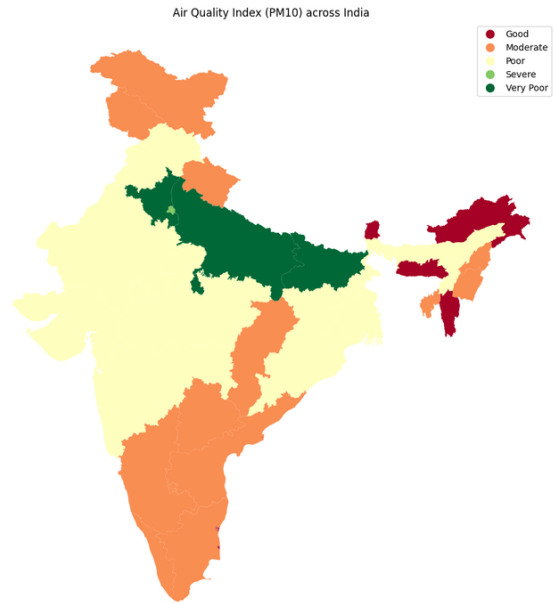 Air Quality Index (PM10) across India
Good
Moderate
Poor
Severe
Very Poor